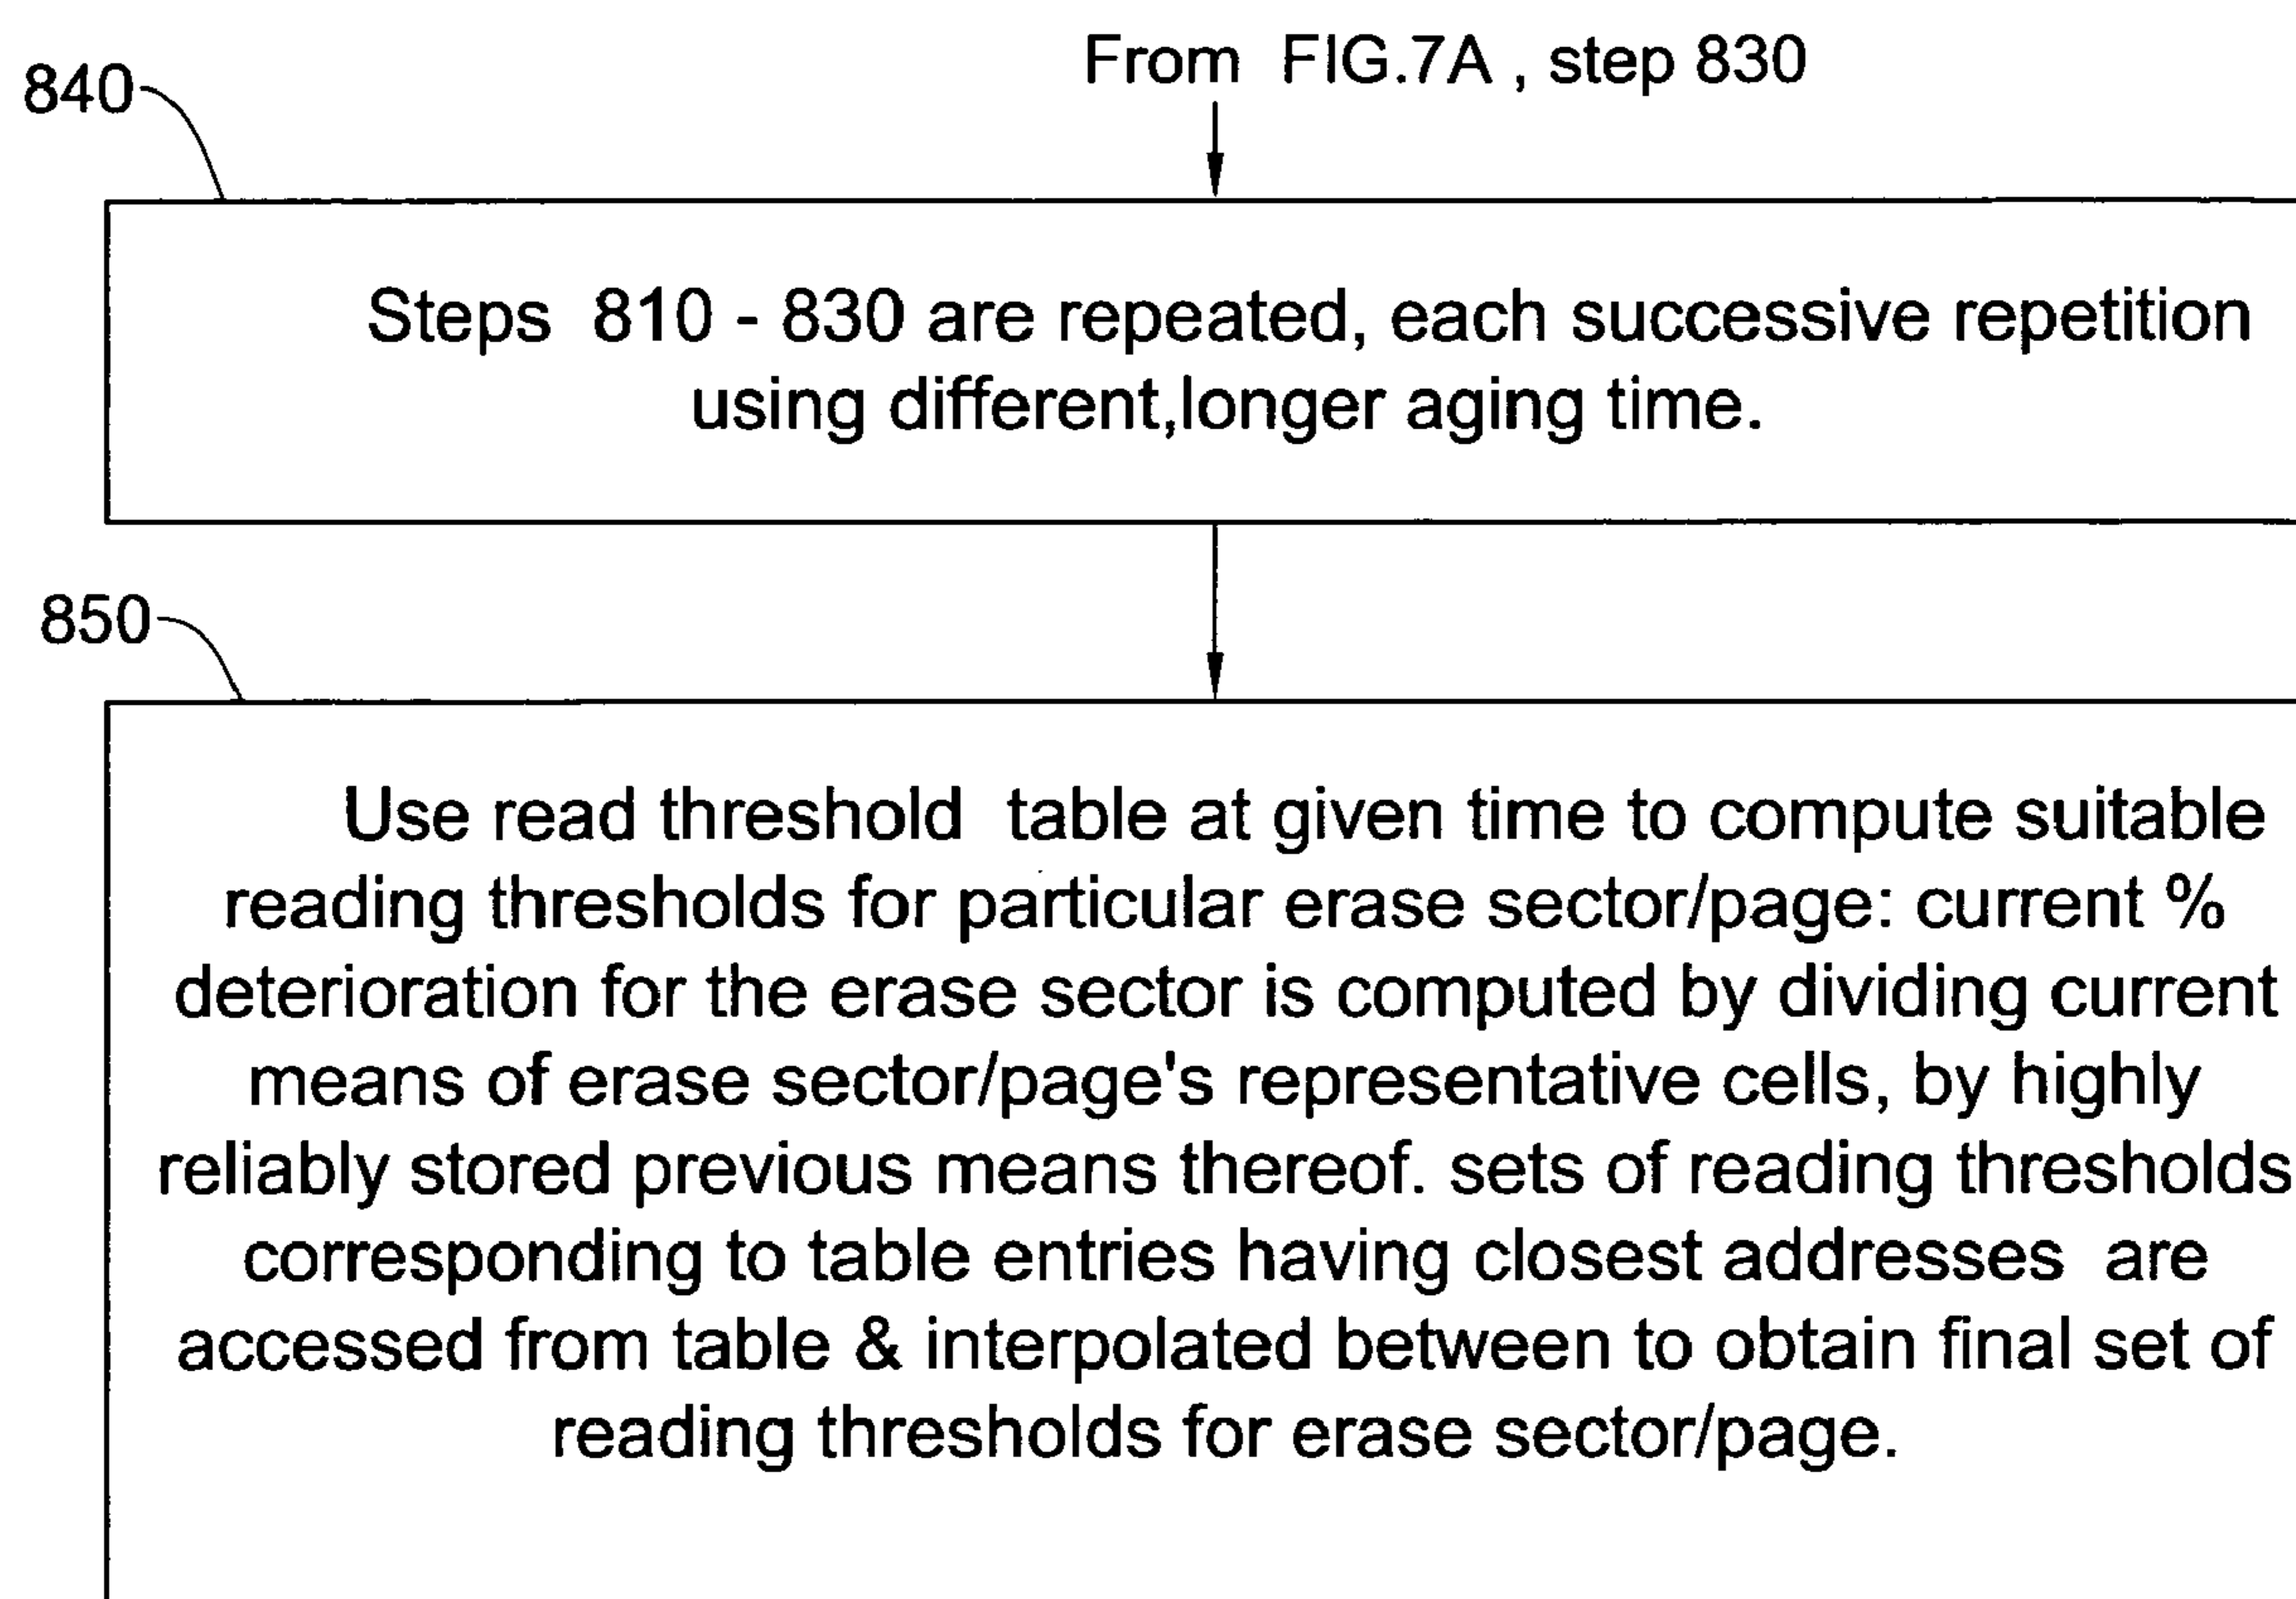 From FIG.7A , step 830
840
Steps 810 - 830 are repeated, each successive repetition
using different,longer aging time.
850
Use read threshold table at given time to compute suitable
reading thresholds for particular erase sector/page: current %
deterioration for the erase sector is computed by dividing current
means of erase sector/page's representative cells, by highly
reliably stored previous means thereof. sets of reading thresholds
corresponding to table entries having closest addresses are
accessed from table & interpolated between to obtain final set of
reading thresholds for erase sector/page.